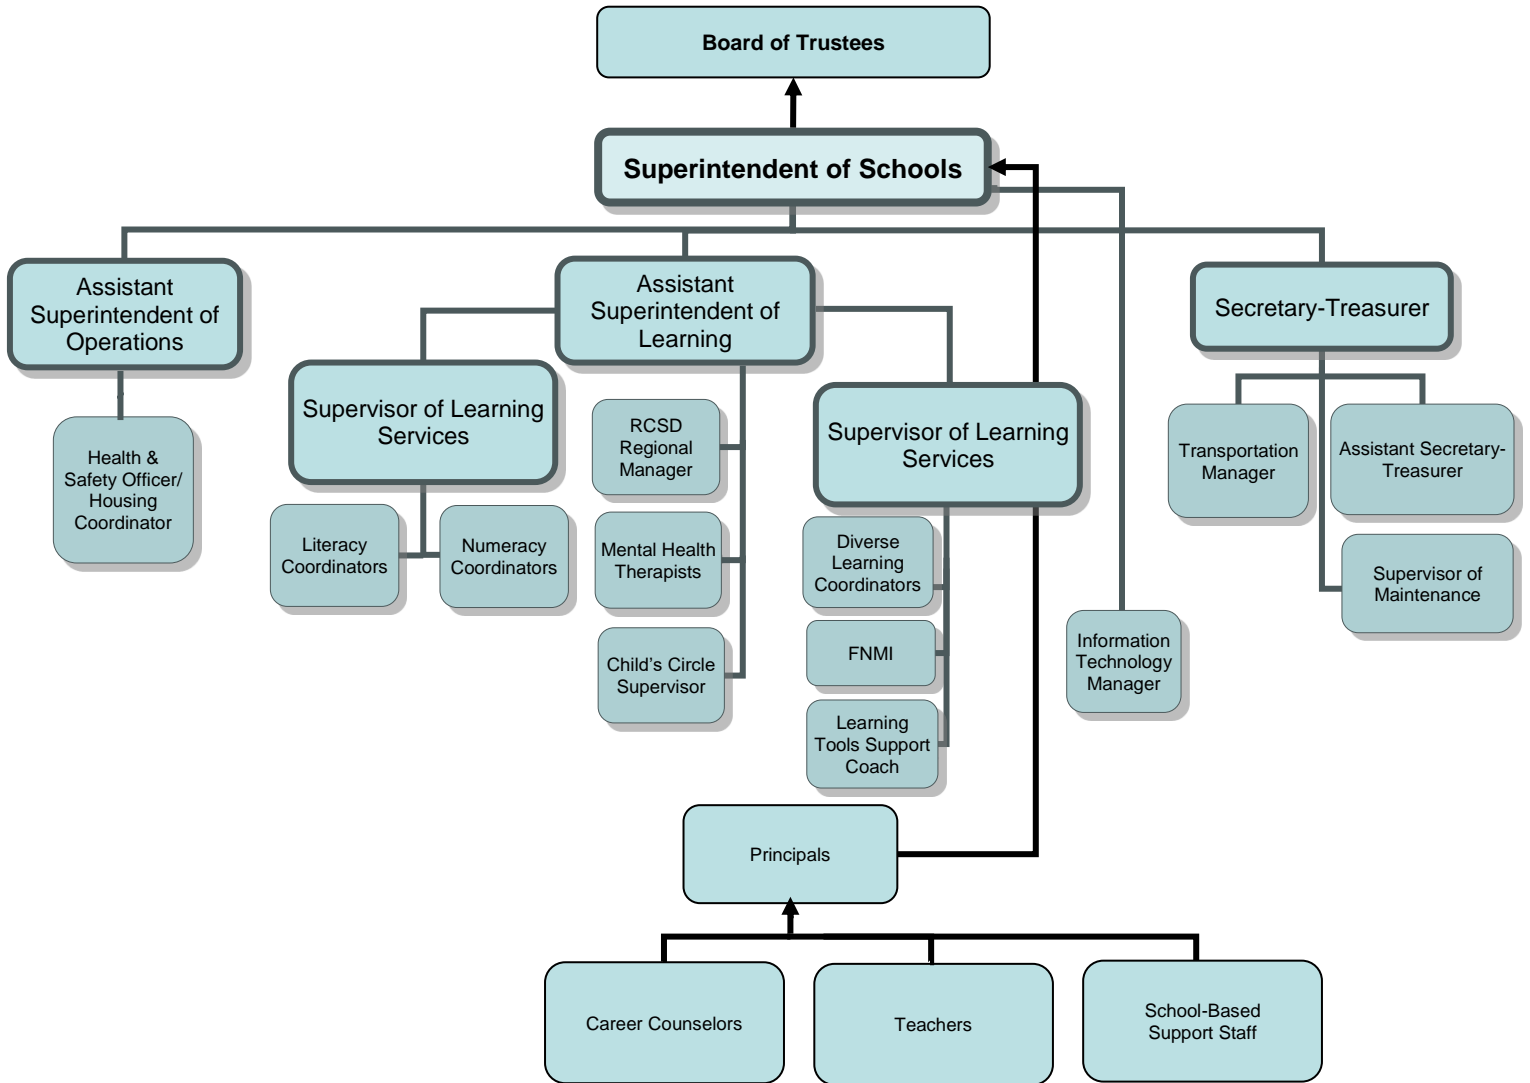 Board of Trustees
Superintendent of Schools
Assistant
Superintendent of
Operations
Assistant
Superintendent of
Learning
Secretary-Treasurer
Supervisor of Learning
Services
Supervisor of Learning
Services
Health &
Safety Officer/
Housing
Coordinator
RCSD
Regional
Manager
Transportation
Manager
Assistant Secretary-
Treasurer
Literacy
Coordinators
Numeracy
Coordinators
Mental Health
Therapists
Diverse
Learning
Coordinators
Supervisor of
Maintenance
Child’s Circle
Supervisor
FNMI
Information
Technology
Manager
Learning
Tools Support
Coach
Principals
Career Counselors
Teachers
School-Based
Support Staff